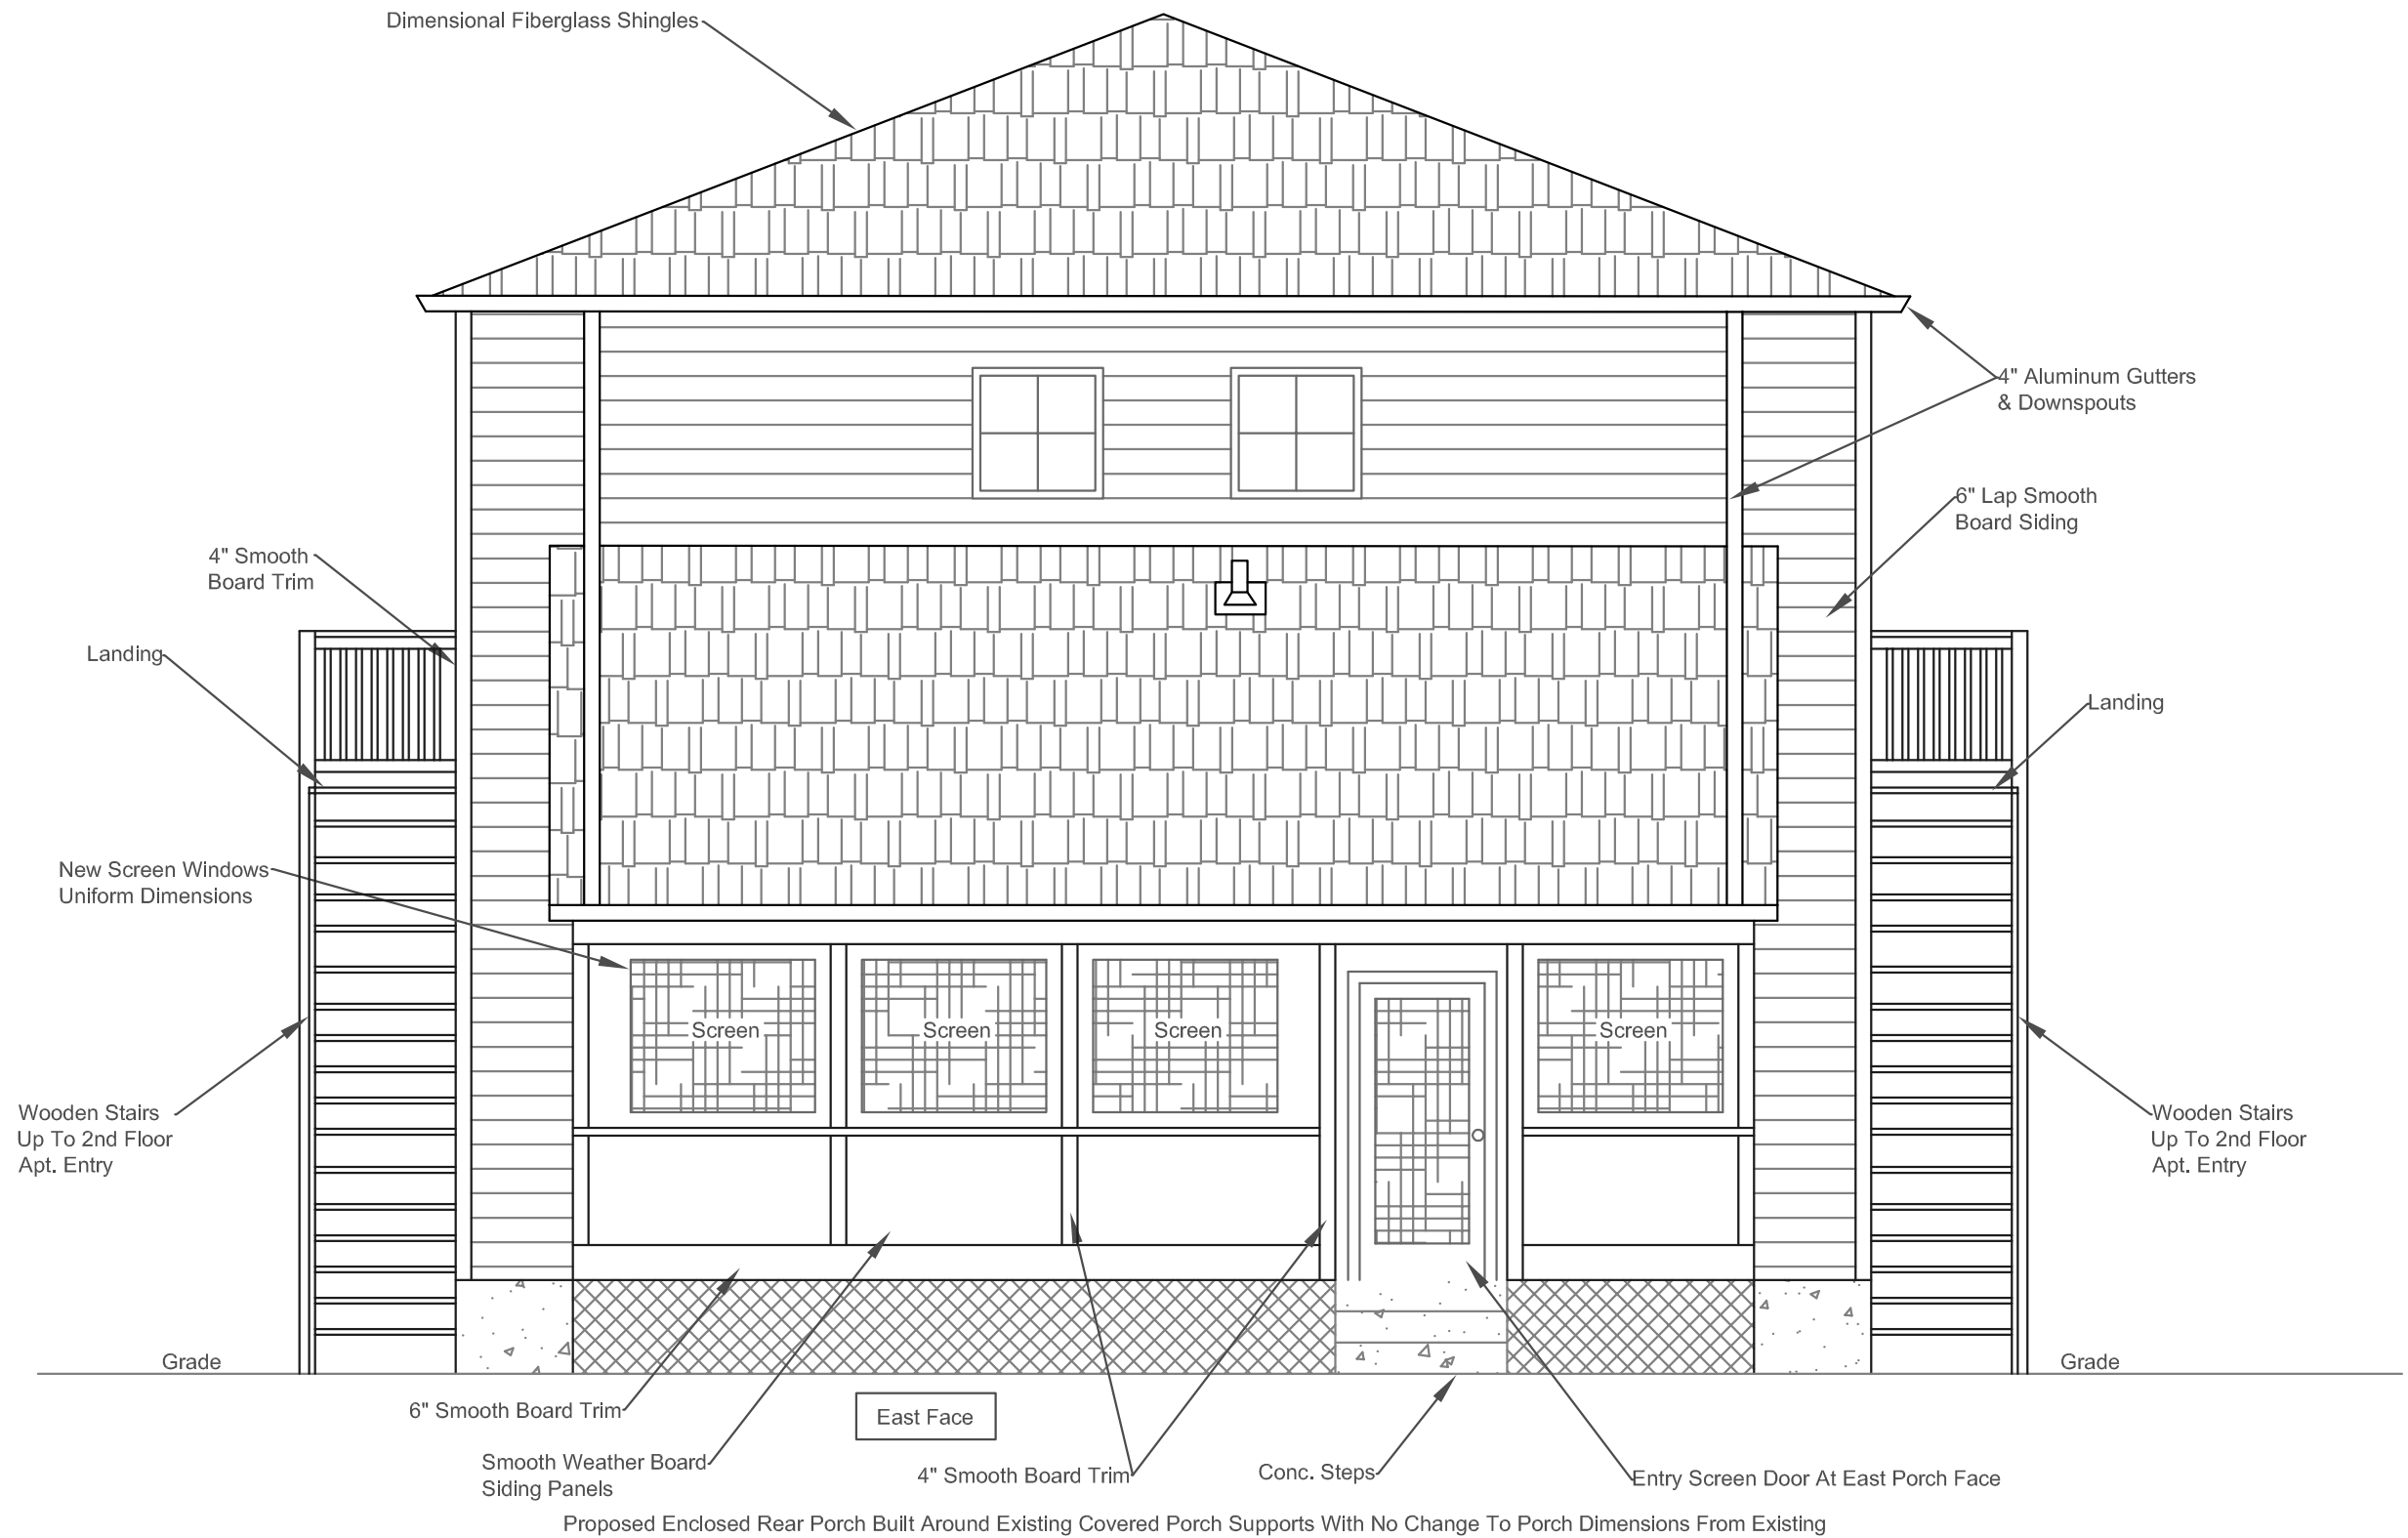 Dimensional Fiberglass Shingles
4" Aluminum Gutters
& Downspouts
6" Lap Smooth
Board Siding
4" Smooth
Board Trim
Landing
Landing
New Screen Windows
Uniform Dimensions
Screen
Screen
Screen
Screen
Wooden Stairs
Up To 2nd Floor
Apt. Entry
Wooden Stairs
Up To 2nd Floor
Apt. Entry
Grade
Grade
6" Smooth Board Trim
East Face
Smooth Weather Board
Siding Panels
4" Smooth Board Trim
Conc. Steps
Entry Screen Door At East Porch Face
Proposed Enclosed Rear Porch Built Around Existing Covered Porch Supports With No Change To Porch Dimensions From Existing